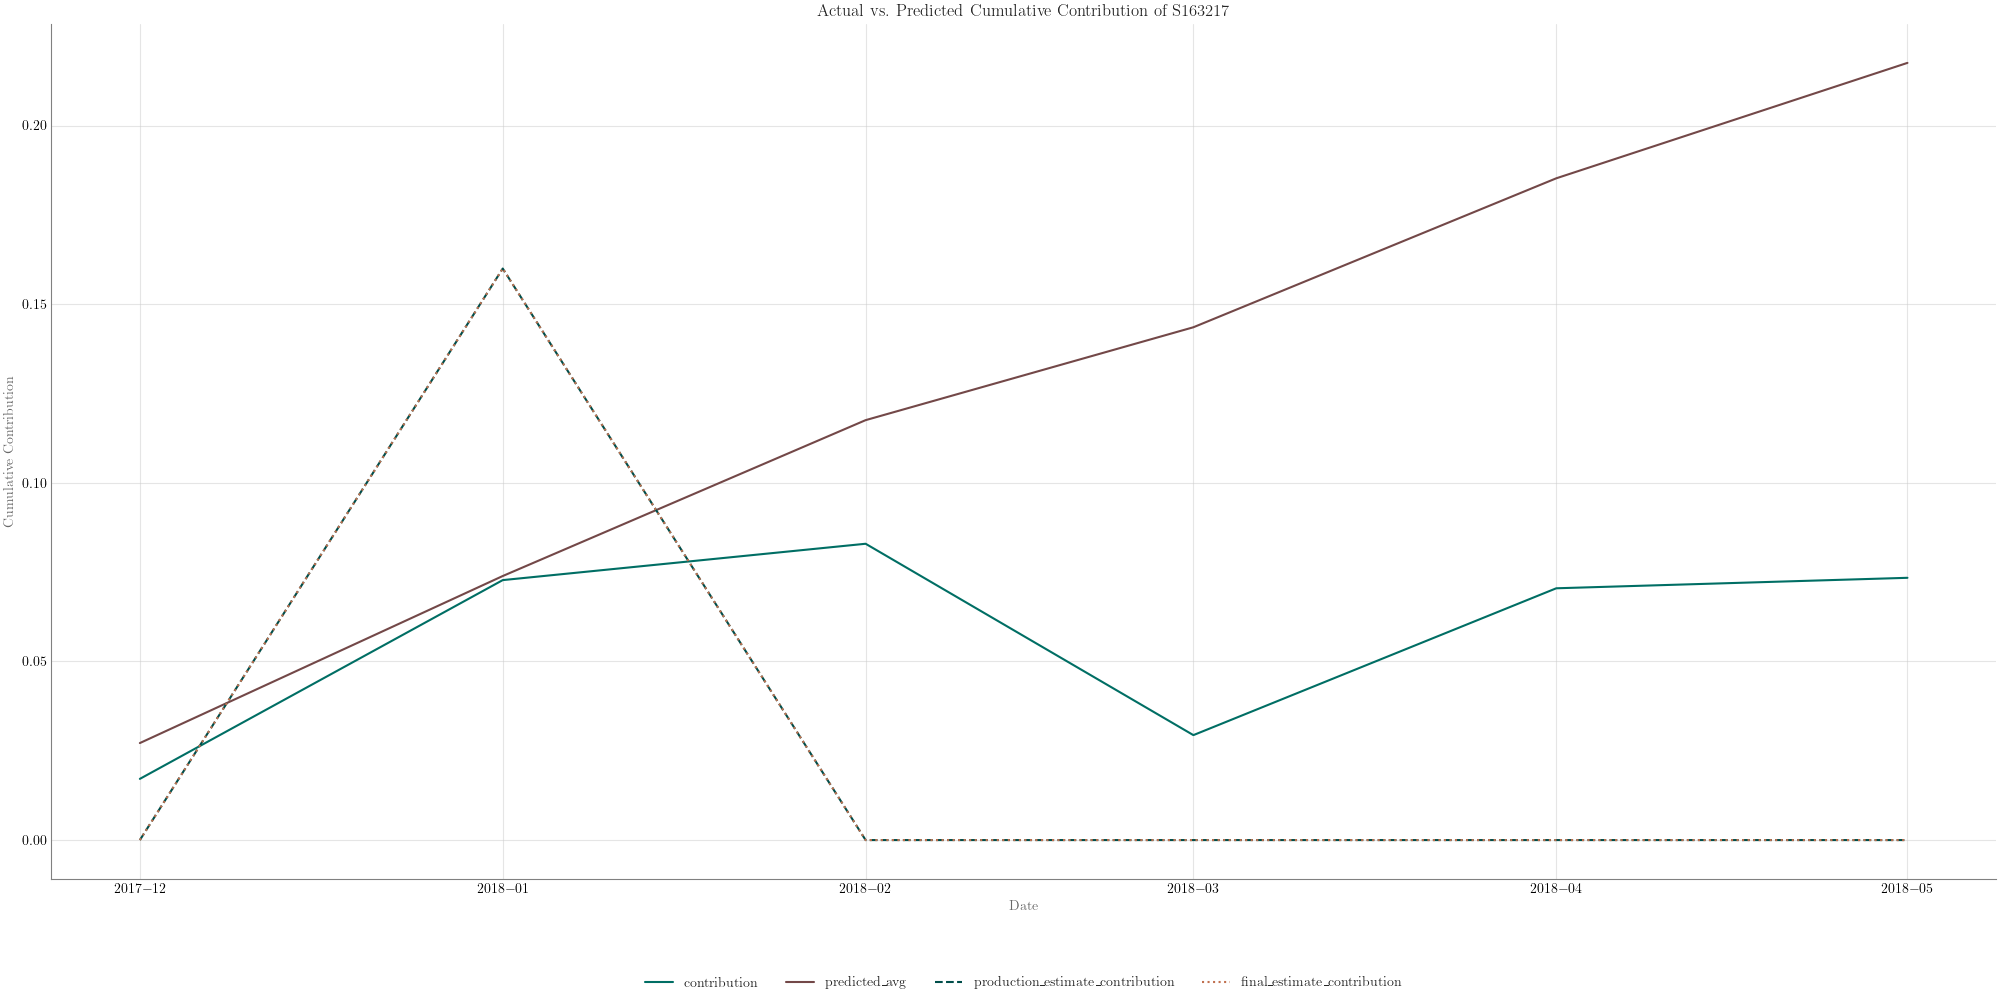 Actual vs. Predicted Cumulative Contribution of S163217
Cumulative Contribution
0.20
0.15
0.10
0.05
0.00
2017-12 2018-01 2018-02 2018-03 2018-04 2018-05
Date
contribution predicted_avg production_estimate_contribution final_estimate_contribution